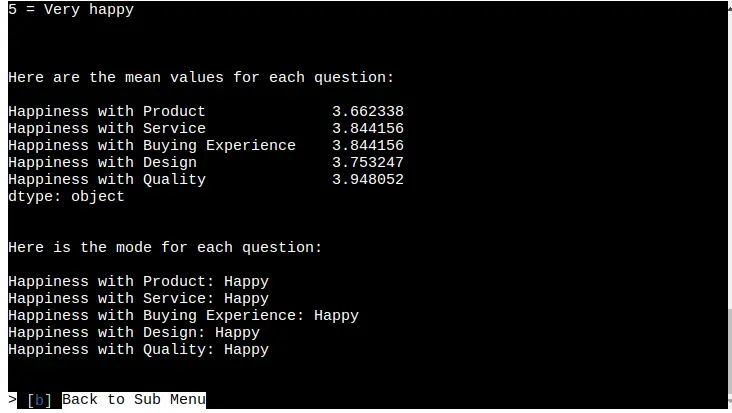 5 = Very happy
Here are the mean values for each question:
Happiness with Product 3.662338
Happiness with Service 3.844156
Happiness with Buying Experience 3.844156
Happiness with Design 3.753247
Happiness with Quality 3.948052
dtype: object
Here is the mode for each question:
Happiness with Product: Happy
Happiness with Service: Happy
Happiness with Buying Experience: Happy
Happiness with Design: Happy
Happiness with Quality: Happy
> [b] Back to Sub Menu